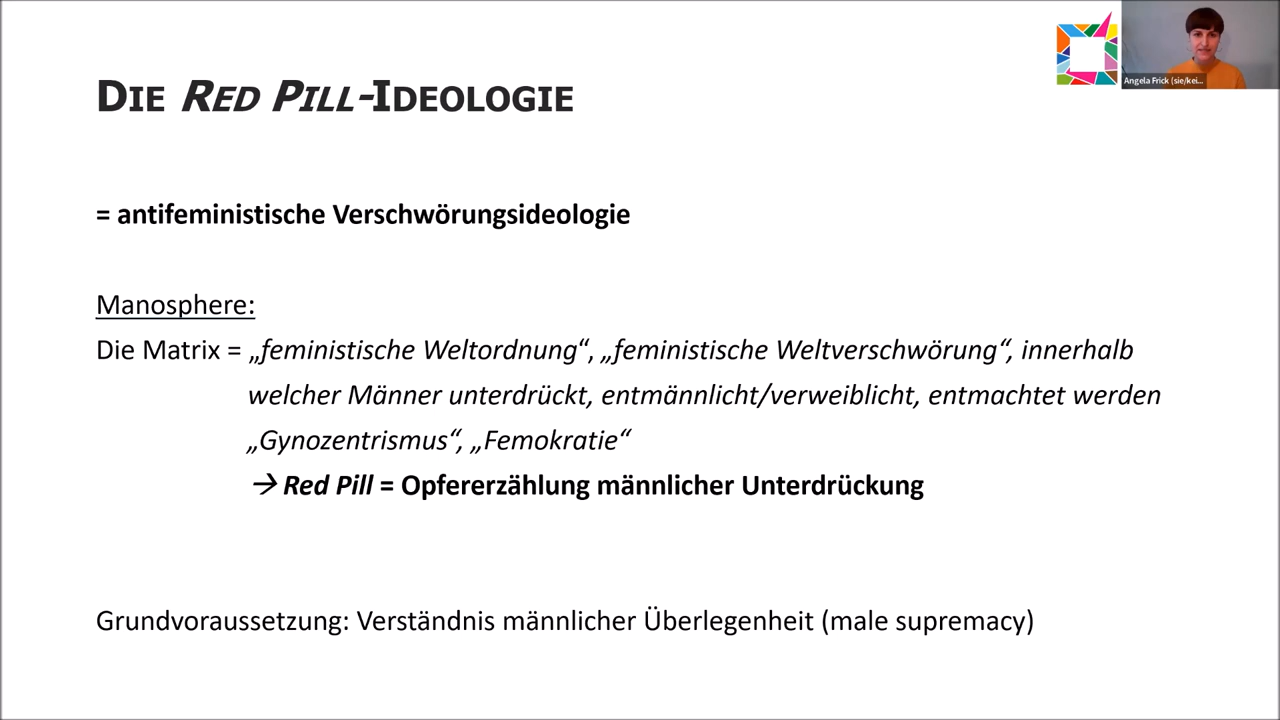 Die Red Pill-Ideologie
Angela Frick (sie/kei...
= antifeministische Verschwörungsideologie
Manosphere:
Die Matrix = „feministische Weltordnung“, „feministische Weltverschwörung“, innerhalb
welcher Männer unterdrückt, entmännlicht/verweiblicht, entmachtet werden
„Gynozentrismus“, „Femokratie“
→ Red Pill = Opfererzählung männlicher Unterdrückung
Grundvoraussetzung: Verständnis männlicher Überlegenheit (male supremacy)